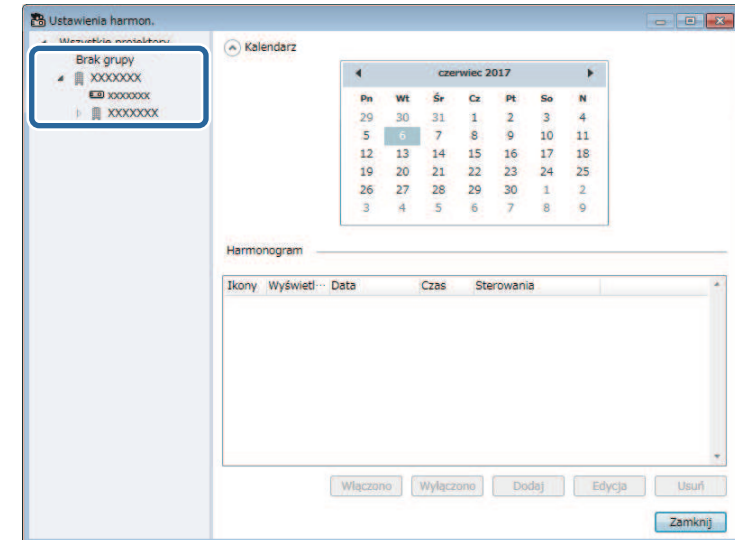 Ustawienia harmon.
Wszystkie projektory
Brak grupy
XXXXXXX
XXXXXXX
XXXXXXX
Kalendarz
czerwiec 2017
Pn Wt Śr Cz Pt So N
29 30 31 1 2 3 4
5 6 7 8 9 10 11
12 13 14 15 16 17 18
19 20 21 22 23 24 25
26 27 28 29 30 1 2
3 4 5 6 7 8 9
Harmonogram
Ikony Wyświetl··· Data Czas Sterowania
Włączono Wyłączono Dodaj Edycja Usuń
Zamknij